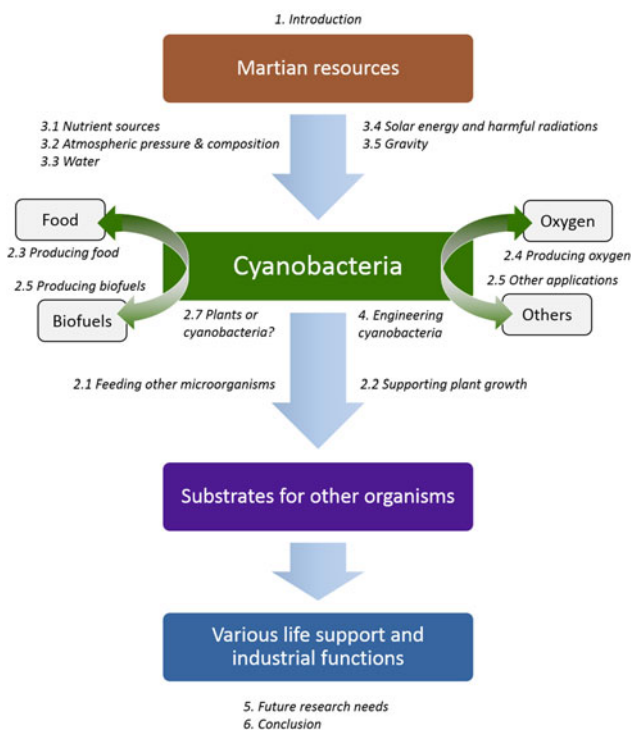 1. Introduction
Martian resources
3.1 Nutrient sources
3.2 Atmospheric pressure & composition
3.3 Water
3.4 Solar energy and harmful radiations
3.5 Gravity
Food
Oxygen
2.3 Producing food
Cyanobacteria
2.4 Producing oxygen
2.5 Producing biofuels
2.5 Other applications
Biofuels
Others
2.7 Plants or
cyanobacteria?
4. Engineering
cyanobacteria
2.1 Feeding other microorganisms
2.2 Supporting plant growth
Substrates for other organisms
Various life support and
industrial functions
5. Future research needs
6. Conclusion